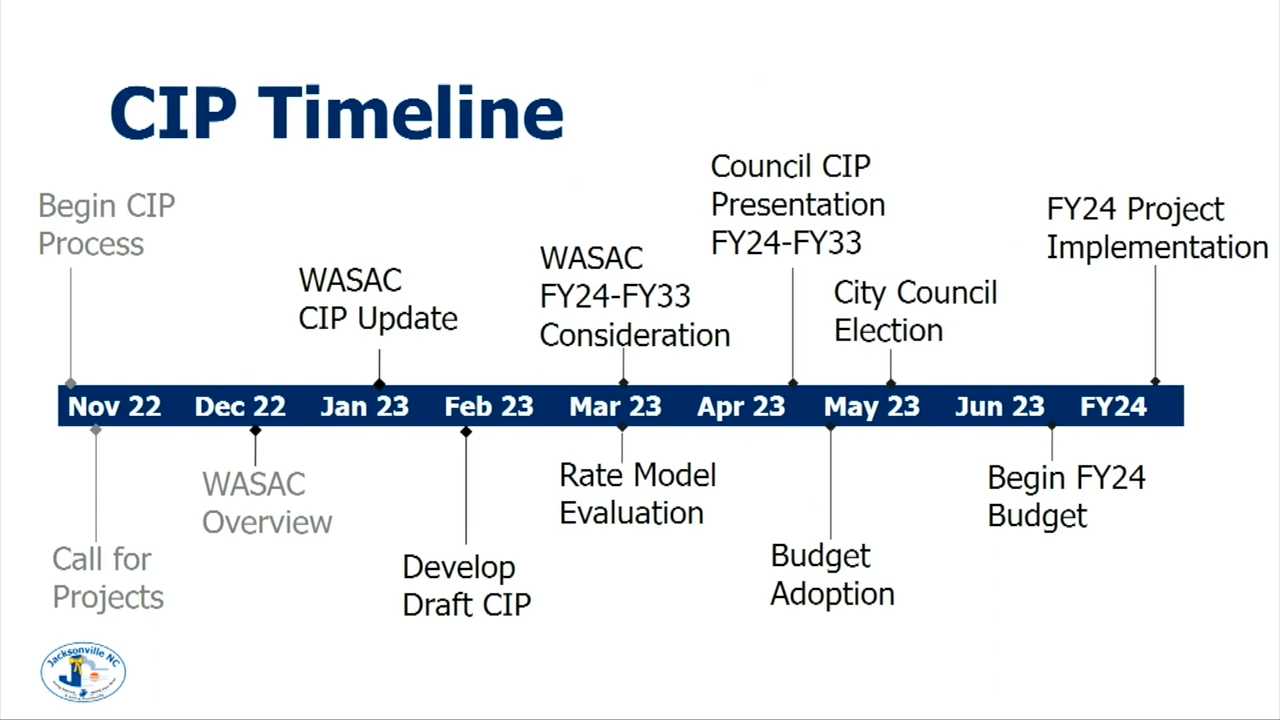 CIP Timeline
Begin CIP
Process
WASAC
CIP Update
WASAC
FY24-FY33
Consideration
Council CIP
Presentation
FY24-FY33
City Council
Election
FY24 Project
Implementation
Nov 22 Dec 22 Jan 23 Feb 23 Mar 23 Apr 23 May 23 Jun 23 FY24
Call for
Projects
WASAC
Overview
Develop
Draft CIP
Rate Model
Evaluation
Budget
Adoption
Begin FY24
Budget
Jacksonville NC